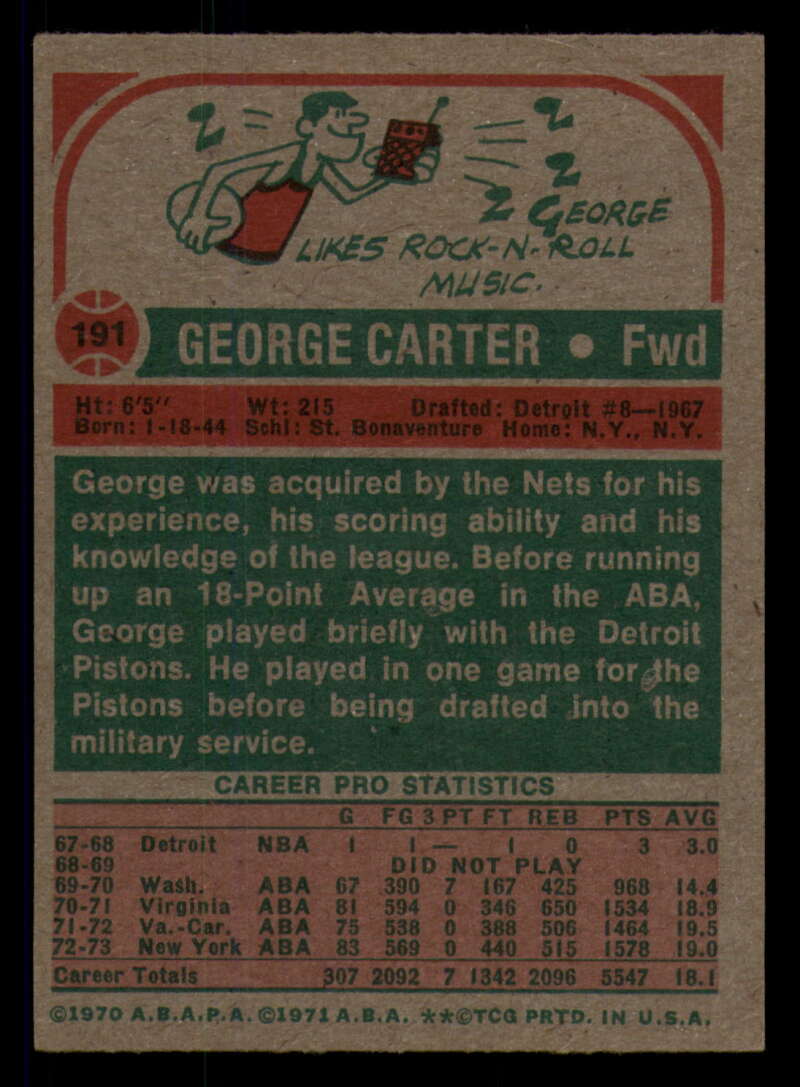 Z Z
Z
Z GEORGE
LIKES ROCK-N-ROLL
MUSIC.
191 GEORGE CARTER • Fwd
Ht: 6'5" Wt: 215 Drafted: Detroit #8—1967
Born: 1-18-44 Schl: St. Bonaventure Home: N.Y., N.Y.
George was acquired by the Nets for his
experience, his scoring ability and his
knowledge of the league. Before running
up an 18-Point Average in the ABA,
George played briefly with the Detroit
Pistons. He played in one game for the
Pistons before being drafted into the
military service.
CAREER PRO STATISTICS
G FG 3 PT FT REB PTS AVG
67-68 Detroit NBA 1 1 — 1 0 3 3.0
68-69 DID NOT PLAY
69-70 Wash. ABA 67 390 7 167 425 968 14.4
70-71 Virginia ABA 81 594 0 346 650 1534 18.9
71-72 Va.-Car. ABA 75 538 0 388 506 1464 19.5
72-73 New York ABA 83 569 0 440 515 1578 19.0
Career Totals 307 2092 7 1342 2096 5547 18.1
©1970 A.B.A.P.A. ©1971 A.B.A. **©TCG PRTD. IN U.S.A.